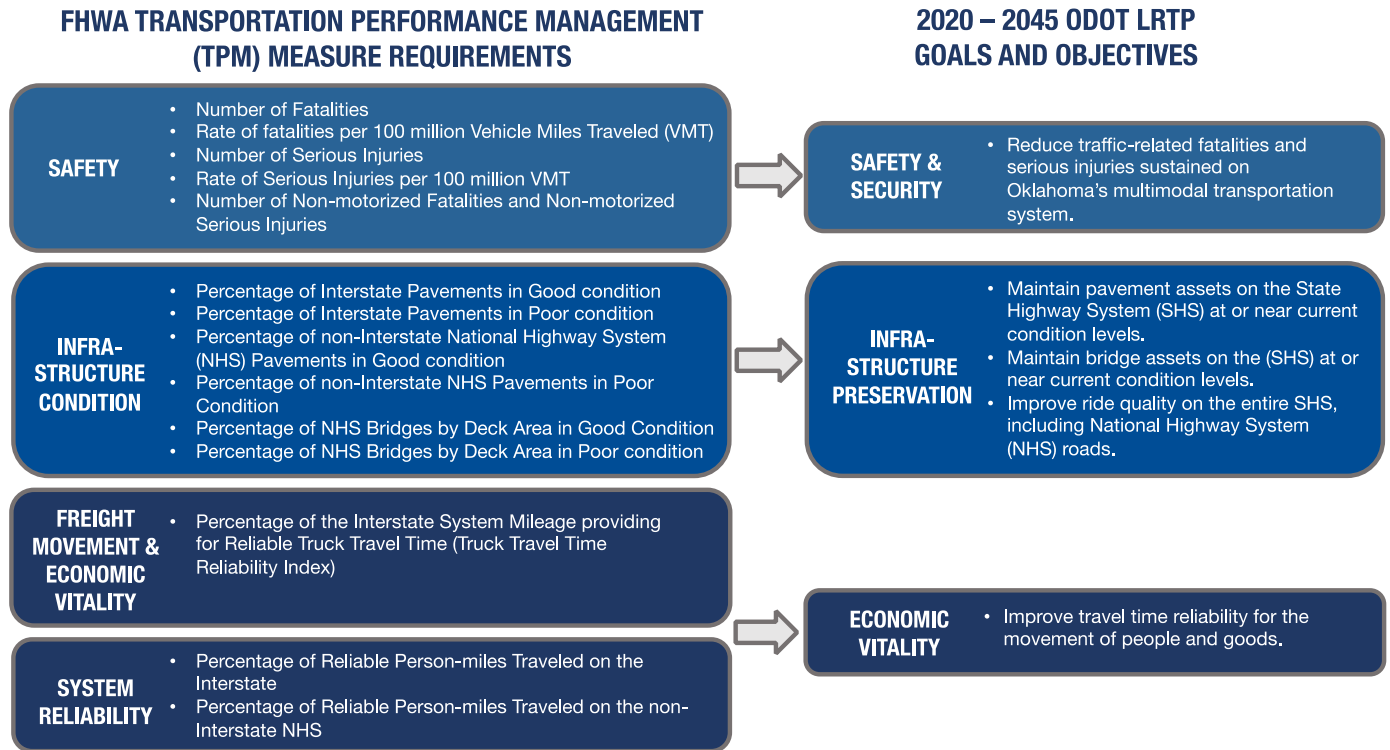 FHWA TRANSPORTATION PERFORMANCE MANAGEMENT
(TPM) MEASURE REQUIREMENTS
2020 – 2045 ODOT LRTP
GOALS AND OBJECTIVES
SAFETY
• Number of Fatalities
• Rate of fatalities per 100 million Vehicle Miles Traveled (VMT)
• Number of Serious Injuries
• Rate of Serious Injuries per 100 million VMT
• Number of Non-motorized Fatalities and Non-motorized
Serious Injuries
SAFETY &
SECURITY
• Reduce traffic-related fatalities and
serious injuries sustained on
Oklahoma’s multimodal transportation
system.
INFRA-
STRUCTURE
CONDITION
• Percentage of Interstate Pavements in Good condition
• Percentage of Interstate Pavements in Poor condition
• Percentage of non-Interstate National Highway System
(NHS) Pavements in Good condition
• Percentage of non-Interstate NHS Pavements in Poor
Condition
• Percentage of NHS Bridges by Deck Area in Good Condition
• Percentage of NHS Bridges by Deck Area in Poor condition
INFRA-
STRUCTURE
PRESERVATION
• Maintain pavement assets on the State
Highway System (SHS) at or near current
condition levels.
• Maintain bridge assets on the (SHS) at or
near current condition levels.
• Improve ride quality on the entire SHS,
including National Highway System
(NHS) roads.
FREIGHT
MOVEMENT &
ECONOMIC
VITALITY
• Percentage of the Interstate System Mileage providing
for Reliable Truck Travel Time (Truck Travel Time
Reliability Index)
SYSTEM
RELIABILITY
• Percentage of Reliable Person-miles Traveled on the
Interstate
• Percentage of Reliable Person-miles Traveled on the non-
Interstate NHS
ECONOMIC
VITALITY
• Improve travel time reliability for the
movement of people and goods.